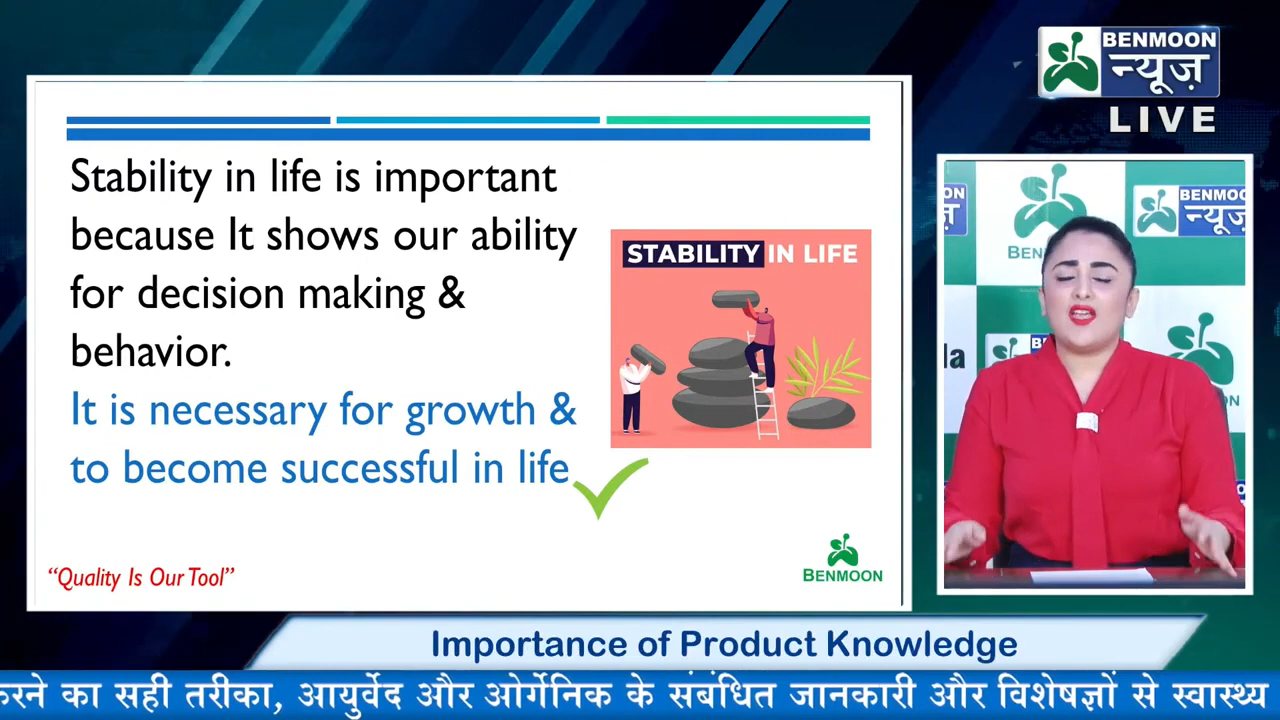 BENMOON
न्यूज़
LIVE
Stability in life is important
because It shows our ability
for decision making &
behavior.
It is necessary for growth &
to become successful in life
STABILITY IN LIFE
"Quality Is Our Tool"
BENMOON
BENMOON
न्यूज़
Importance of Product Knowledge
करने का सही तरीका, आयुर्वेद और ओर्गेनिक के संबंधित जानकारी और विशेषज्ञों से स्वास्थ्य